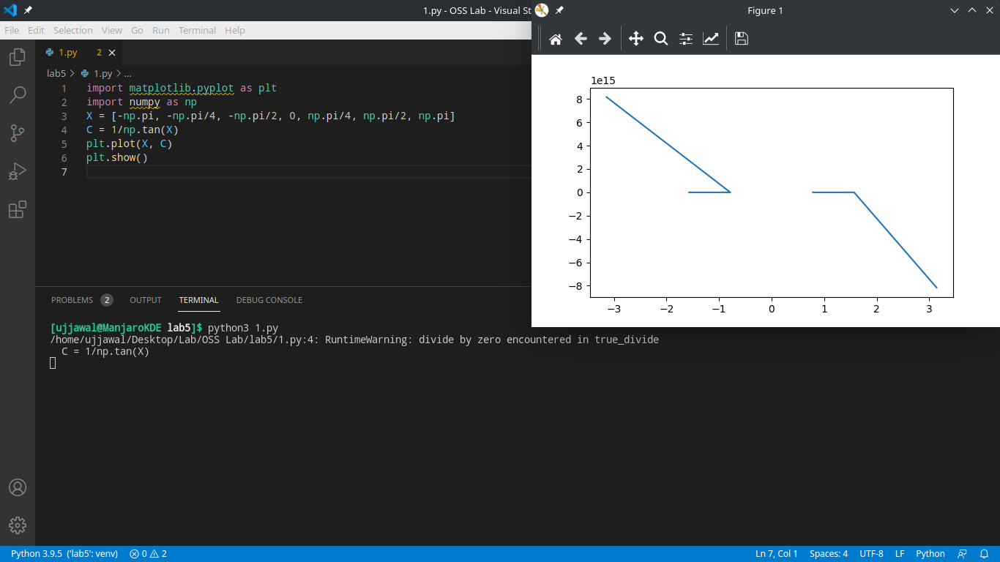 1.py - OSS Lab - Visual St
Figure 1
File Edit Selection View Go Run Terminal Help
1.py 2
lab5 > 1.py > ...
1 import matplotlib.pyplot as plt
2 import numpy as np
3 X = [-np.pi, -np.pi/4, -np.pi/2, 0, np.pi/4, np.pi/2, np.pi]
4 C = 1/np.tan(X)
5 plt.plot(X, C)
6 plt.show()
7
1e15
8
6
4
2
0
−2
−4
−6
−8
−3 −2 −1 0 1 2 3
PROBLEMS 2 OUTPUT TERMINAL DEBUG CONSOLE
[ujjawal@ManjaroKDE lab5]$ python3 1.py
/home/ujjawal/Desktop/Lab/OSS Lab/lab5/1.py:4: RuntimeWarning: divide by zero encountered in true_divide
C = 1/np.tan(X)
Python 3.9.5 ('lab5': venv) 0 2 Ln 7, Col 1 Spaces: 4 UTF-8 LF Python